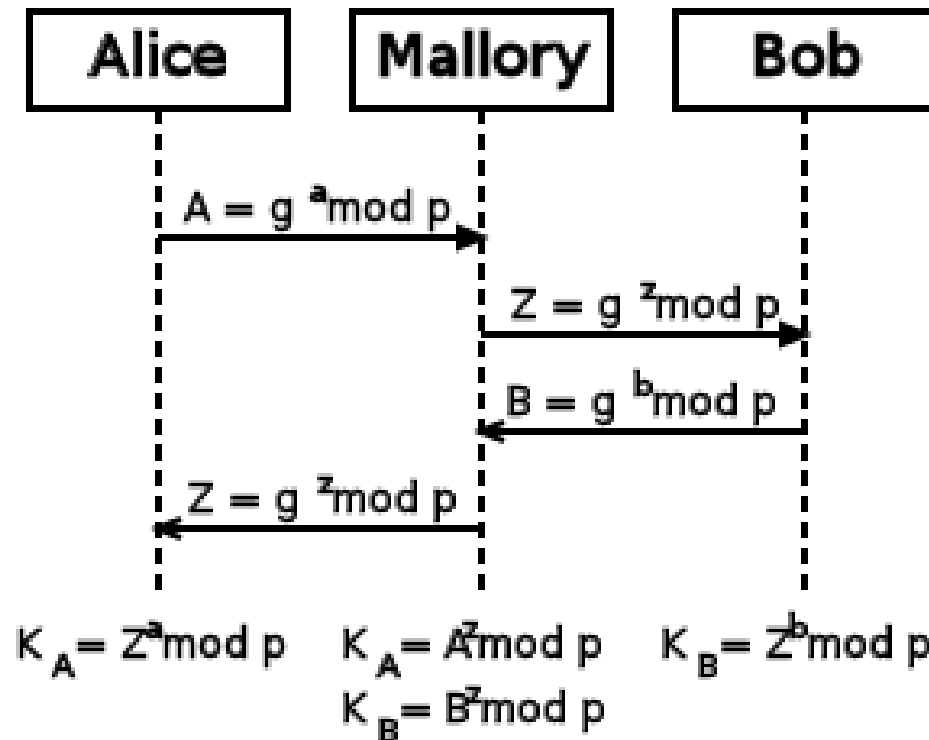 Alice Mallory Bob
A = g ᵃmod p
Z = g ᶻmod p
B = g ᵇmod p
Z = g ᶻmod p
K_A = Zᵃmod p K_A = Aᶻmod p K_B = Zᵇmod p
K_B = Bᶻmod p